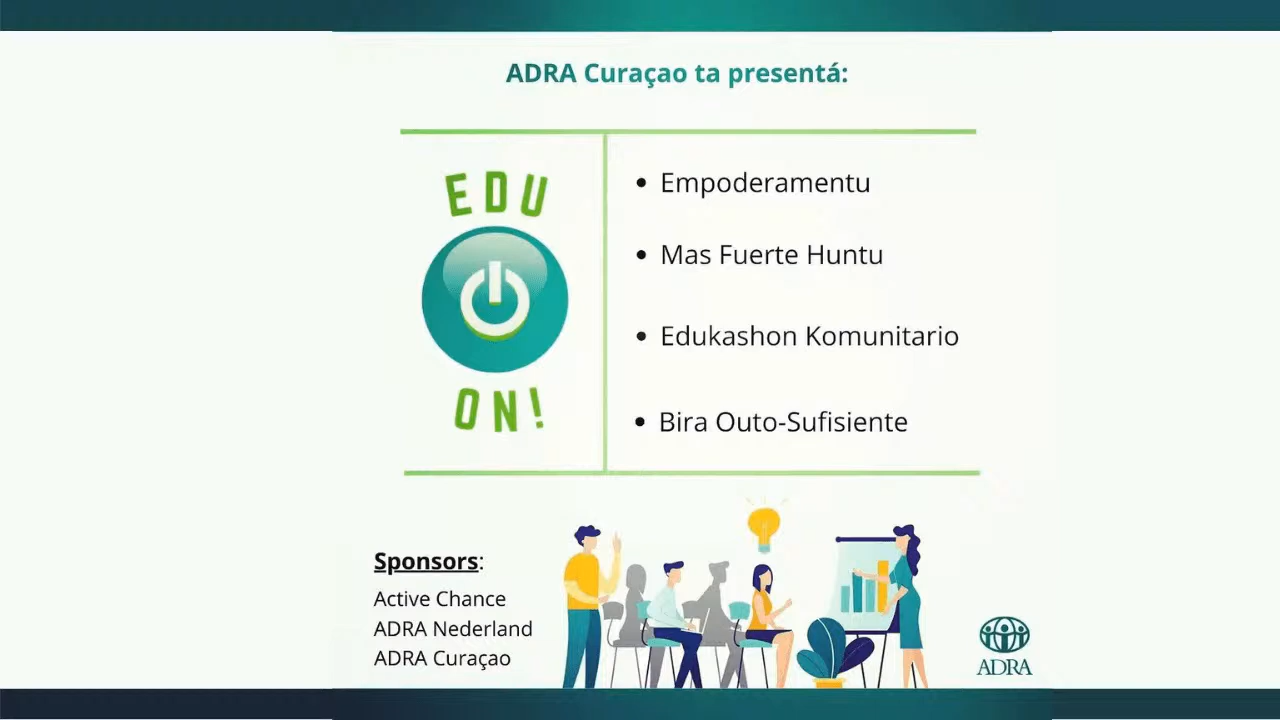 ADRA Curaçao ta presentá:
EDU
ON!
• Empoderamentu
• Mas Fuerte Huntu
• Edukashon Komunitario
• Bira Outo-Sufisiente
Sponsors:
Active Chance
ADRA Nederland
ADRA Curaçao
ADRA